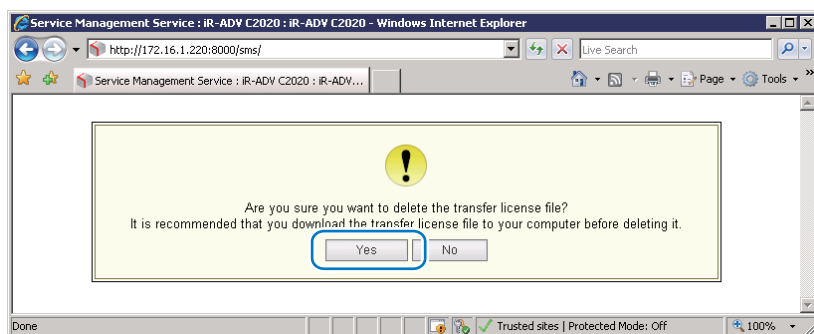 Service Management Service : iR-ADV C2020 : iR-ADV C2020 - Windows Internet Explorer
http://172.16.1.220:8000/sms/
Live Search
Service Management Service : iR-ADV C2020 : iR-ADV...
Page
Tools
Are you sure you want to delete the transfer license file?
It is recommended that you download the transfer license file to your computer before deleting it.
Yes
No
Done
Trusted sites | Protected Mode: Off
100%